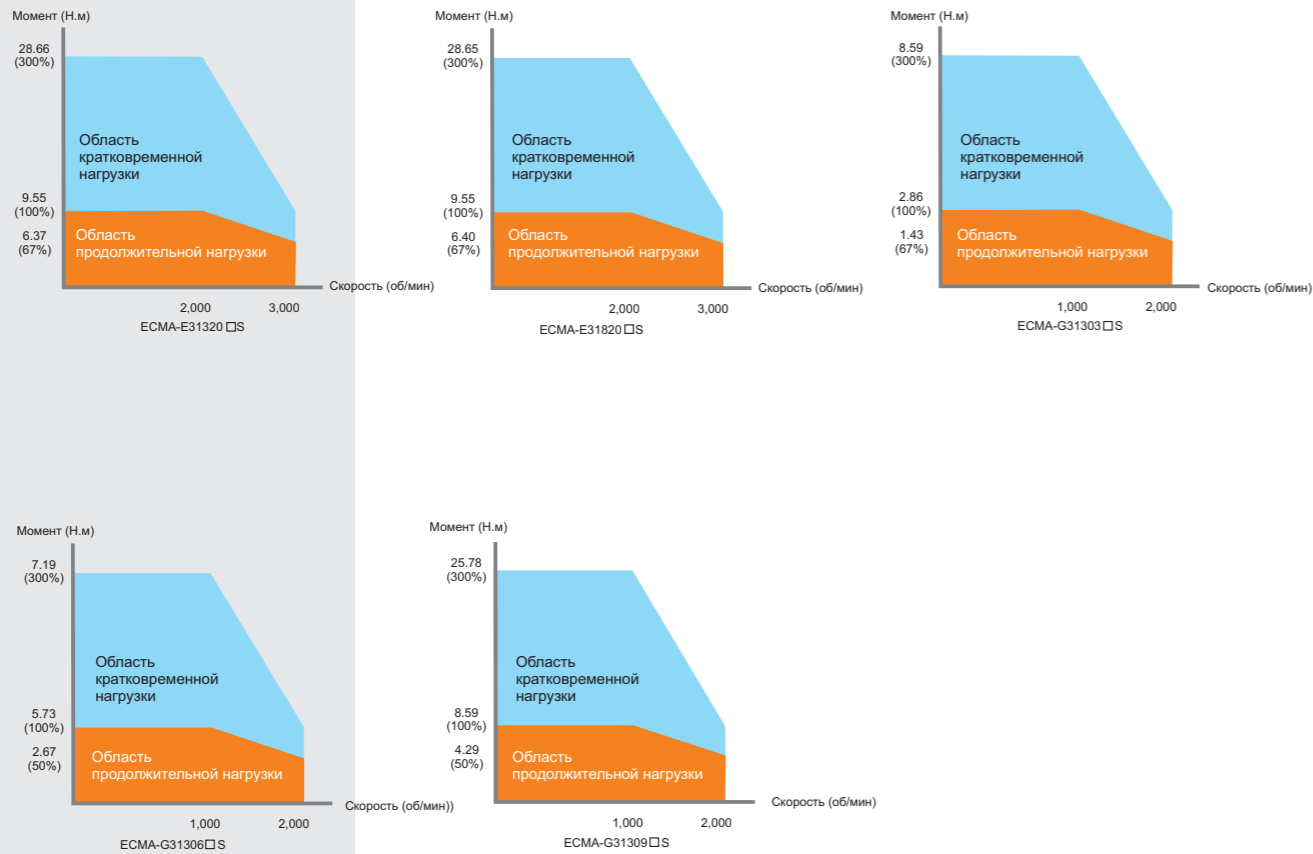 Момент (Н.м)
28.66
(300%)
Область
кратковременной
нагрузки
9.55
(100%)
6.37
(67%)
Область
продолжительной нагрузки
Скорость (об/мин)
2,000 3,000
ECMA-E31320 □S
Момент (Н.м)
28.65
(300%)
Область
кратковременной
нагрузки
9.55
(100%)
6.40
(67%)
Область
продолжительной нагрузки
Скорость (об/мин)
2,000 3,000
ECMA-E31820 □S
Момент (Н.м)
8.59
(300%)
Область
кратковременной
нагрузки
2.86
(100%)
1.43
(67%)
Область
продолжительной нагрузки
Скорость (об/мин)
1,000 2,000
ECMA-G31303□S
Момент (Н.м)
7.19
(300%)
Область
кратковременной
нагрузки
5.73
(100%)
2.67
(50%)
Область
продолжительной нагрузки
Скорость (об/мин))
1,000 2,000
ECMA-G31306□S
Момент (Н.м)
25.78
(300%)
Область
кратковременной
нагрузки
8.59
(100%)
4.29
(50%)
Область
продолжительной нагрузки
Скорость (об/мин)
1,000 2,000
ECMA-G31309□S